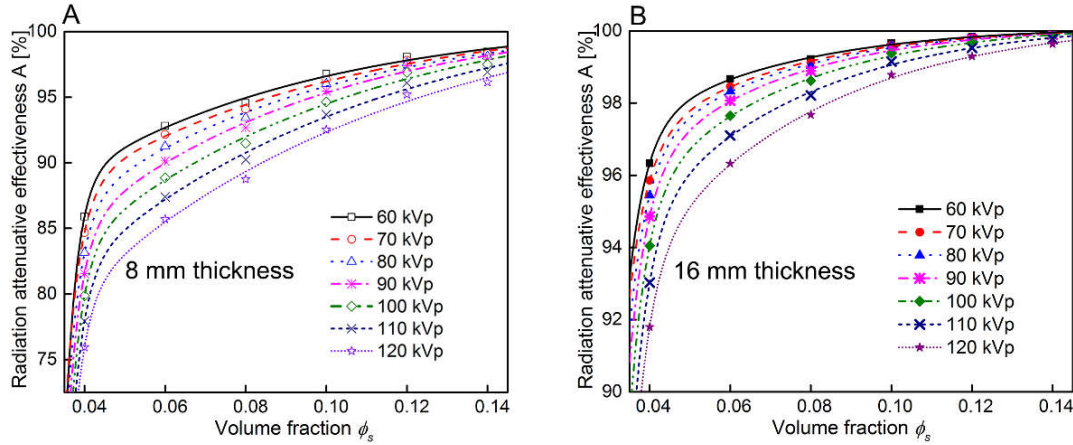 A
Radiation attenuative effectiveness A [%]
100
95
90
85
80
75
8 mm thickness
60 kVp
70 kVp
80 kVp
90 kVp
100 kVp
110 kVp
120 kVp
0.04 0.06 0.08 0.10 0.12 0.14
Volume fraction ϕs
B
Radiation attenuative effectiveness A [%]
100
98
96
94
92
90
16 mm thickness
60 kVp
70 kVp
80 kVp
90 kVp
100 kVp
110 kVp
120 kVp
0.04 0.06 0.08 0.10 0.12 0.14
Volume fraction ϕs